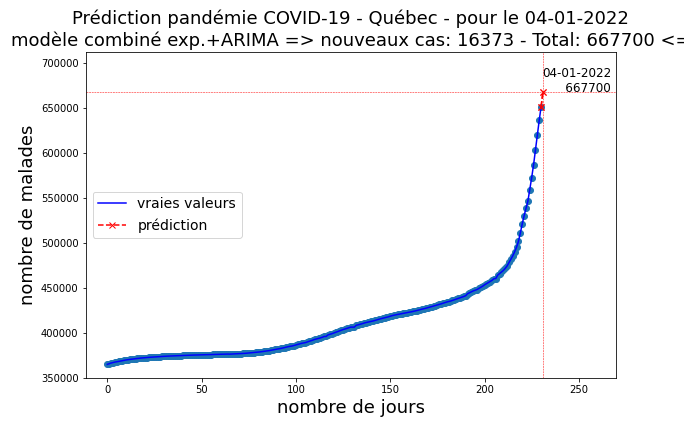 Prédiction pandémie COVID-19 - Québec - pour le 04-01-2022
modèle combiné exp.+ARIMA => nouveaux cas: 16373 - Total: 667700 <=
700000
650000
600000
550000
500000
450000
400000
350000
nombre de malades
04-01-2022
667700
vraies valeurs
prédiction
0
50
100
150
200
250
nombre de jours